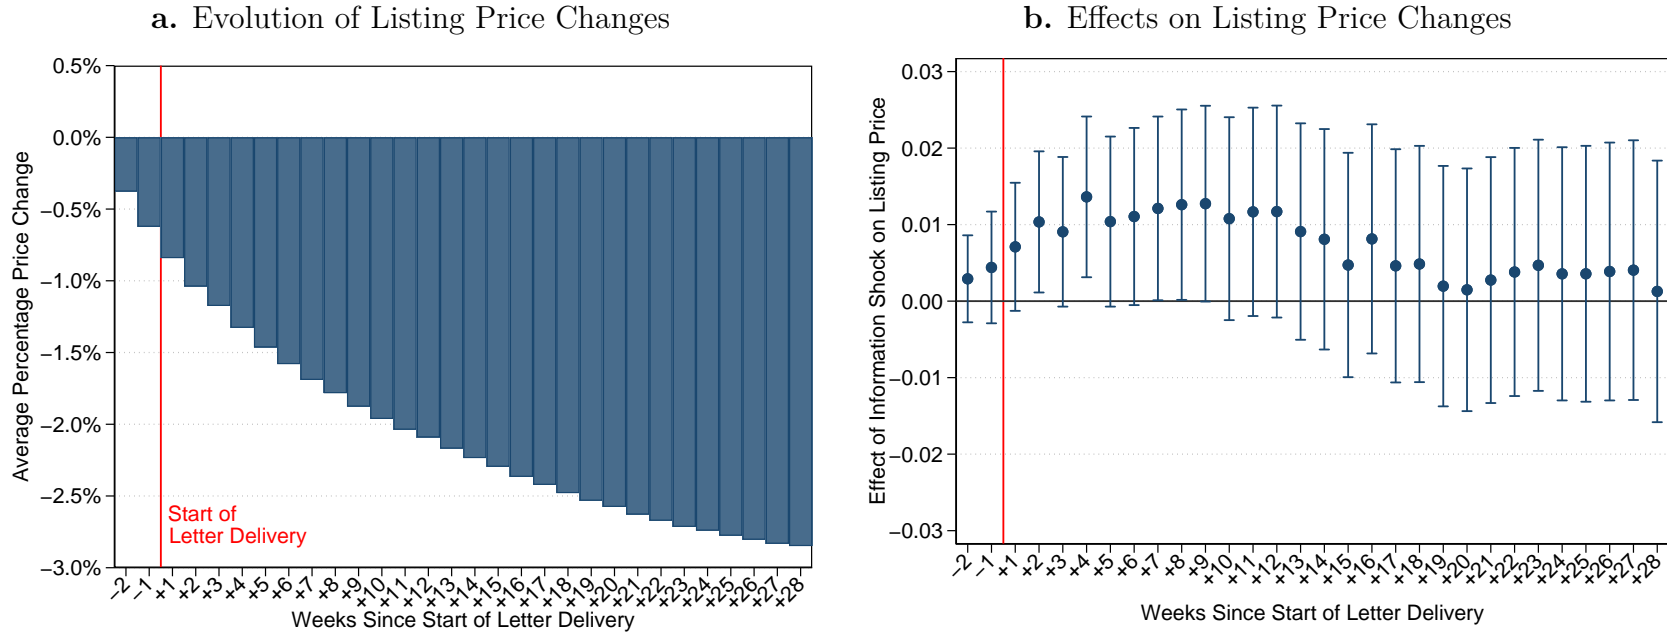 a. Evolution of Listing Price Changes
0.5%
0.0%
−0.5%
−1.0%
−1.5%
−2.0%
−2.5%
−3.0%
Average Percentage Price Change
Start of
Letter Delivery
−2 −1 +1 +2 +3 +4 +5 +6 +7 +8 +9 +10 +11 +12 +13 +14 +15 +16 +17 +18 +19 +20 +21 +22 +23 +24 +25 +26 +27 +28
Weeks Since Start of Letter Delivery
b. Effects on Listing Price Changes
0.03
0.02
0.01
0.00
−0.01
−0.02
−0.03
Effect of Information Shock on Listing Price
−2 −1 +1 +2 +3 +4 +5 +6 +7 +8 +9 +10 +11 +12 +13 +14 +15 +16 +17 +18 +19 +20 +21 +22 +23 +24 +25 +26 +27 +28
Weeks Since Start of Letter Delivery